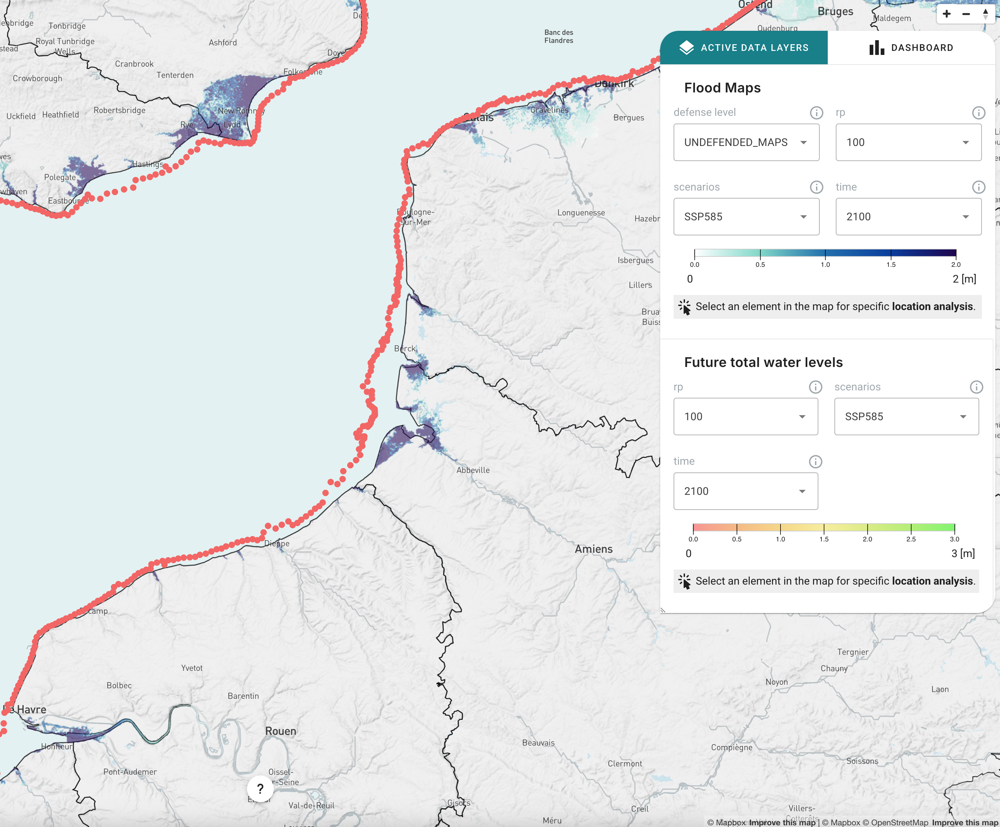 Ostend
Bruges
Maldegem
Oudenburg
Tonbridge
Royal Tunbridge
Wells
Ashford
Cranbrook
Tenterden
Crowborough
Folkestone
Uckfield
Heathfield
Robertsbridge
New Romney
Rye
Lydd
Hastings
Polegate
Eastbourne
Banc des
Flandres
Dunkirk
Calais
Gravelines
Bergues
Boulogne-
sur-Mer
Longuenesse
Hazebr
Isbergues
Lillers
Brua
Buiss
Berck
Abbeville
Amiens
Dieppe
Yvetot
Bolbec
Barentin
Le Havre
Rouen
Honfleur
Pont-Audemer
Oissel-
r-Seine
Val-de-Reuil
Gisors
Beauvais
Clermont
Creil
Méru
Tergnier
Chauny
Noyon
Laon
Compiègne
Soissons
Villers-
Cotterêts
?
ACTIVE DATA LAYERS
DASHBOARD
Flood Maps
defense level
rp
UNDEFENDED_MAPS
100
scenarios
time
SSP585
2100
0.0 0.5 1.0 1.5 2.0
0 2 [m]
Select an element in the map for specific location analysis.
Future total water levels
rp
scenarios
100
SSP585
time
2100
0.0 0.5 1.0 1.5 2.0 2.5 3.0
0 3 [m]
Select an element in the map for specific location analysis.
© Mapbox Improve this map | © Mapbox © OpenStreetMap Improve this map